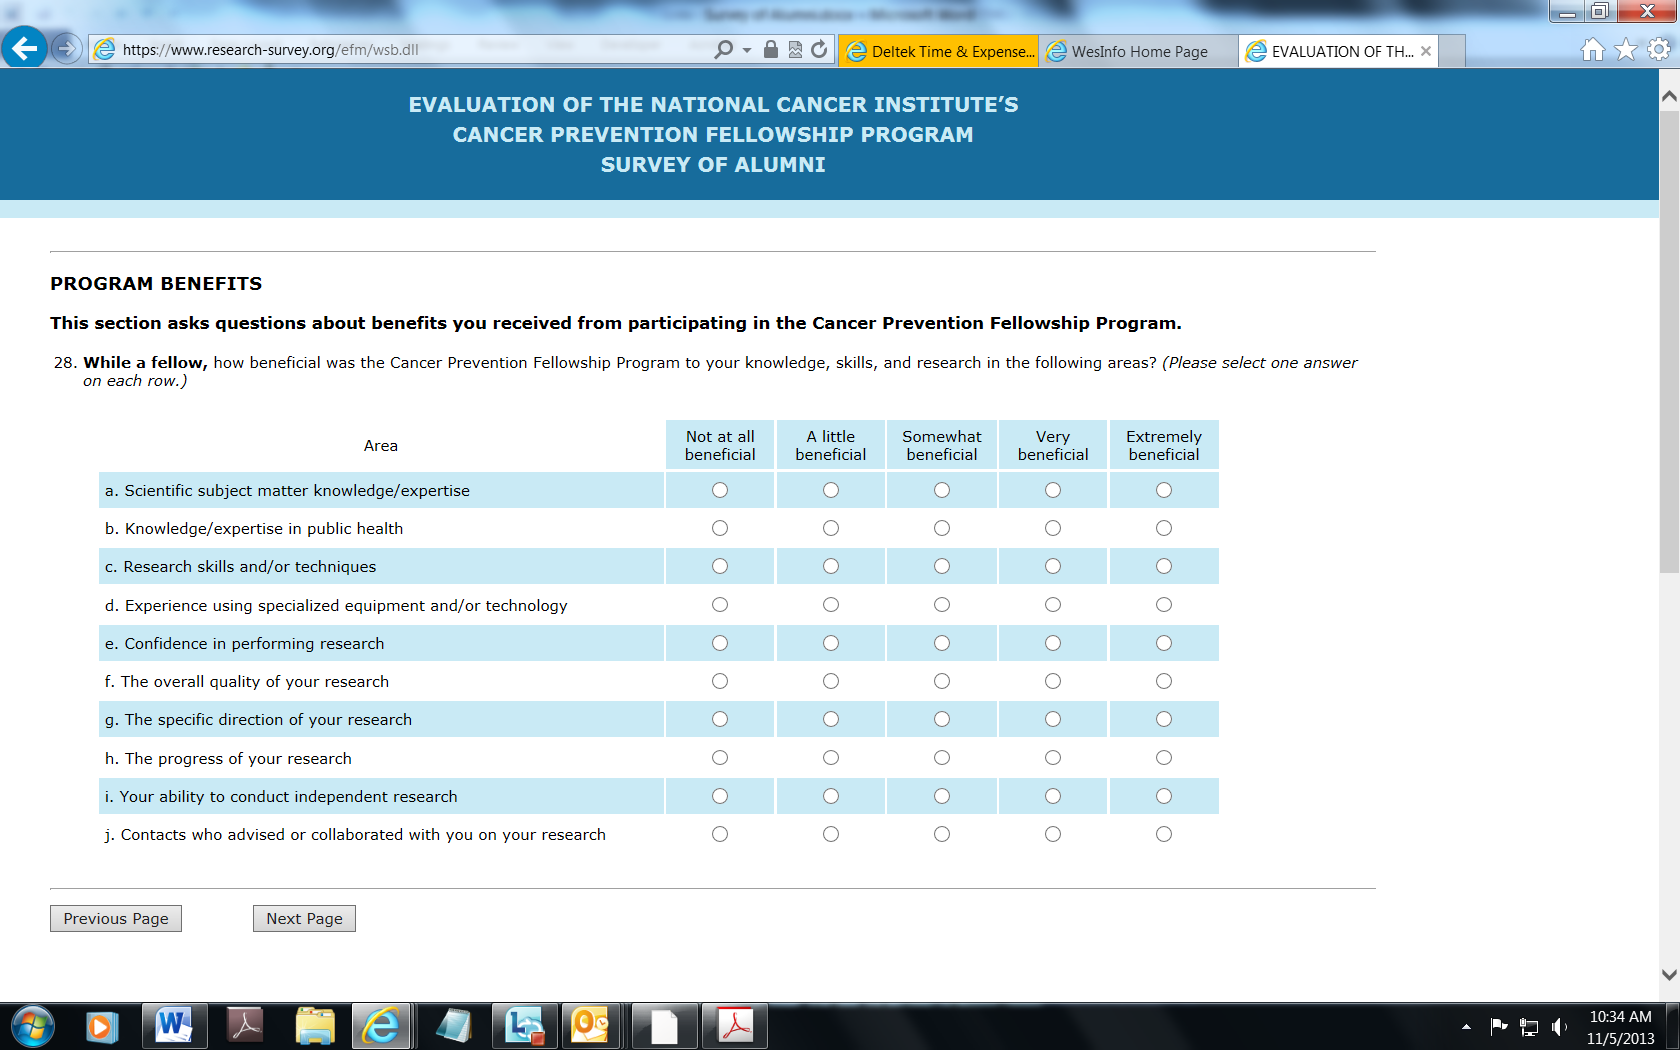 Survey of Alumni.docx - Microsoft Word
https://www.research-survey.org/efm/wsb.dll
Deltek Time & Expense...
WesInfo Home Page
EVALUATION OF TH...
EVALUATION OF THE NATIONAL CANCER INSTITUTE’S
CANCER PREVENTION FELLOWSHIP PROGRAM
SURVEY OF ALUMNI
PROGRAM BENEFITS
This section asks questions about benefits you received from participating in the Cancer Prevention Fellowship Program.
28. While a fellow, how beneficial was the Cancer Prevention Fellowship Program to your knowledge, skills, and research in the following areas? (Please select one answer
on each row.)
Area
Not at all
beneficial
A little
beneficial
Somewhat
beneficial
Very
beneficial
Extremely
beneficial
a. Scientific subject matter knowledge/expertise
b. Knowledge/expertise in public health
c. Research skills and/or techniques
d. Experience using specialized equipment and/or technology
e. Confidence in performing research
f. The overall quality of your research
g. The specific direction of your research
h. The progress of your research
i. Your ability to conduct independent research
j. Contacts who advised or collaborated with you on your research
Previous Page
Next Page
10:34 AM
11/5/2013